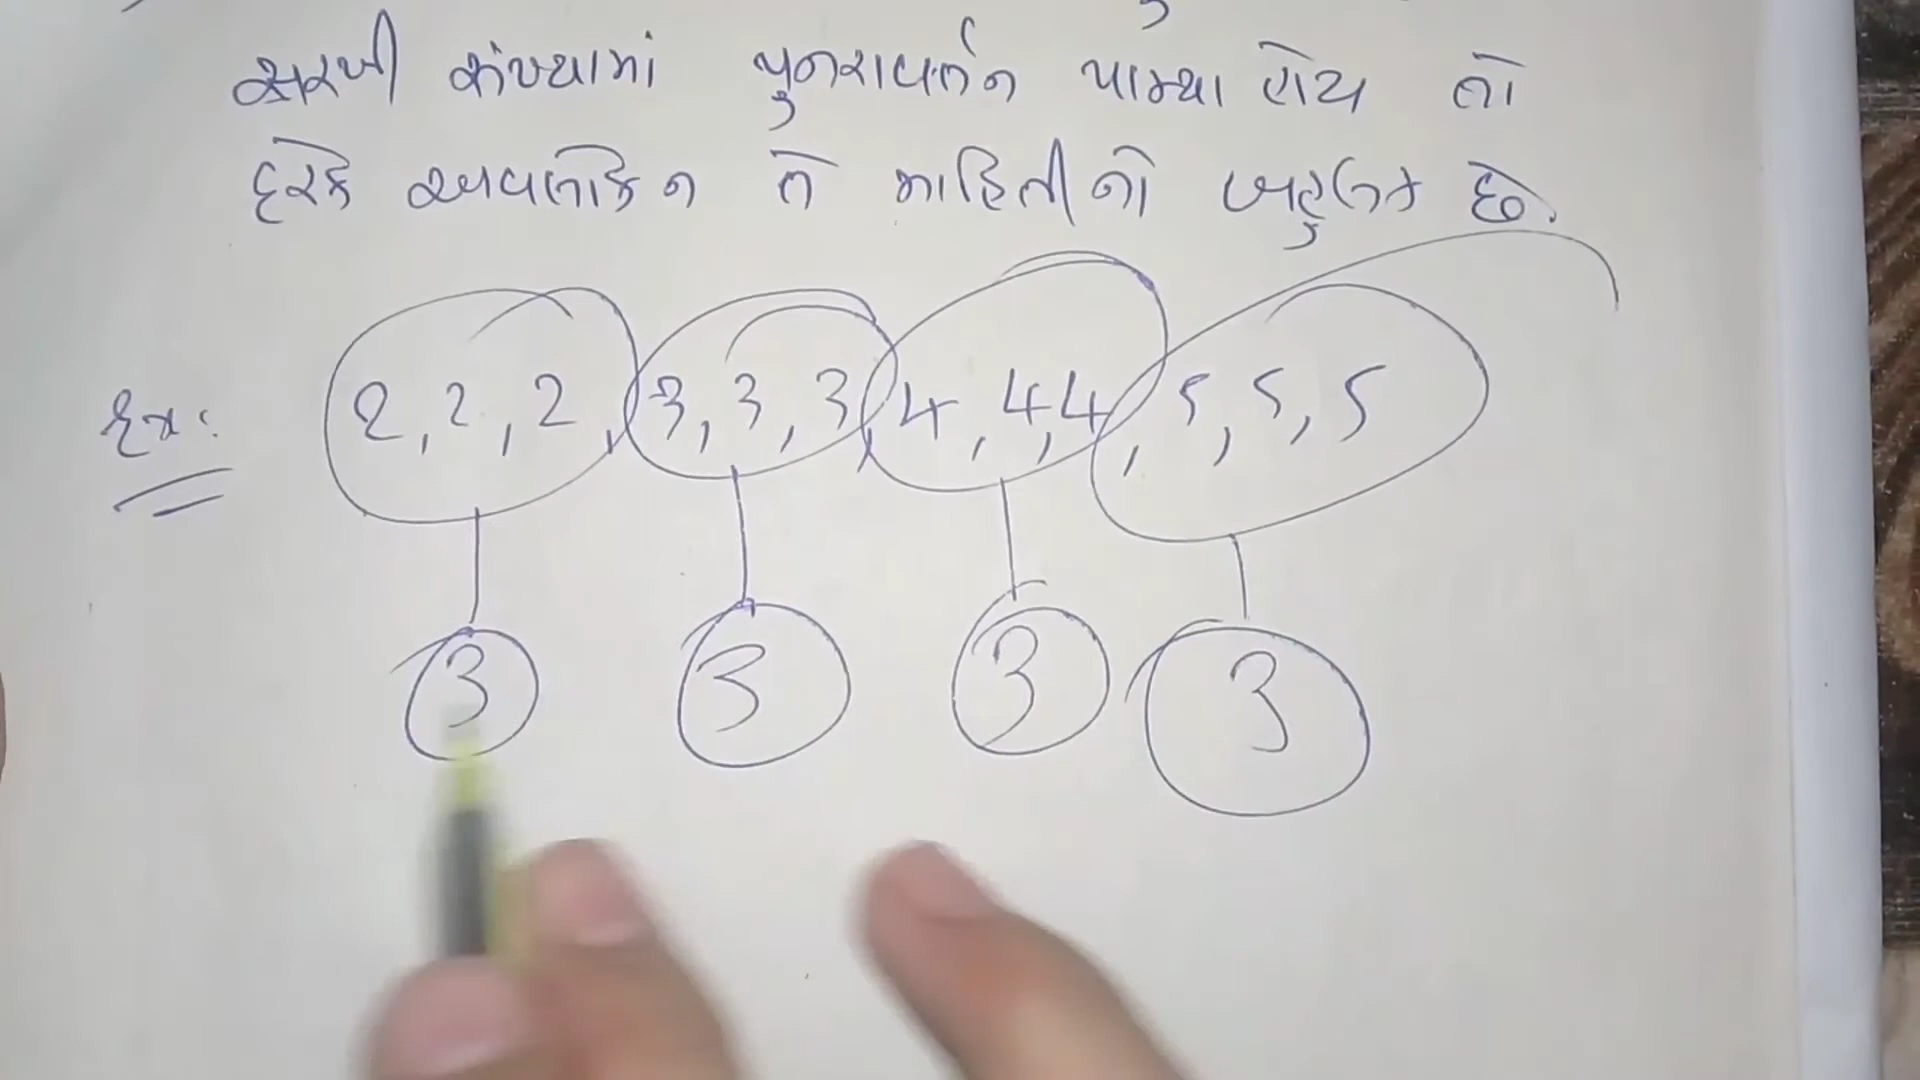 સરખી સંખ્યામાં પુનરાવર્તન પામ્યા હોય તો
દરેક અવલોકન તે માહિતીનો બહુલક છે.
Ex: 2, 2, 2, 3, 3, 3, 4, 4, 4, 5, 5, 5
3 3 3 3